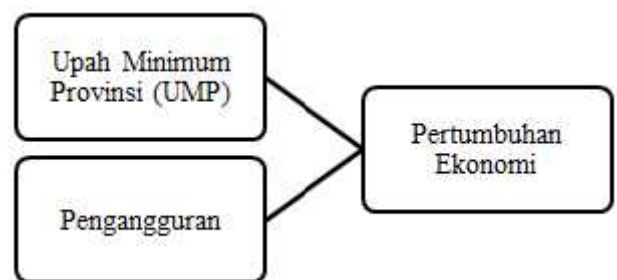 Upah Minimum
Provinsi (UMP)
Pengangguran
Pertumbuhan
Ekonomi